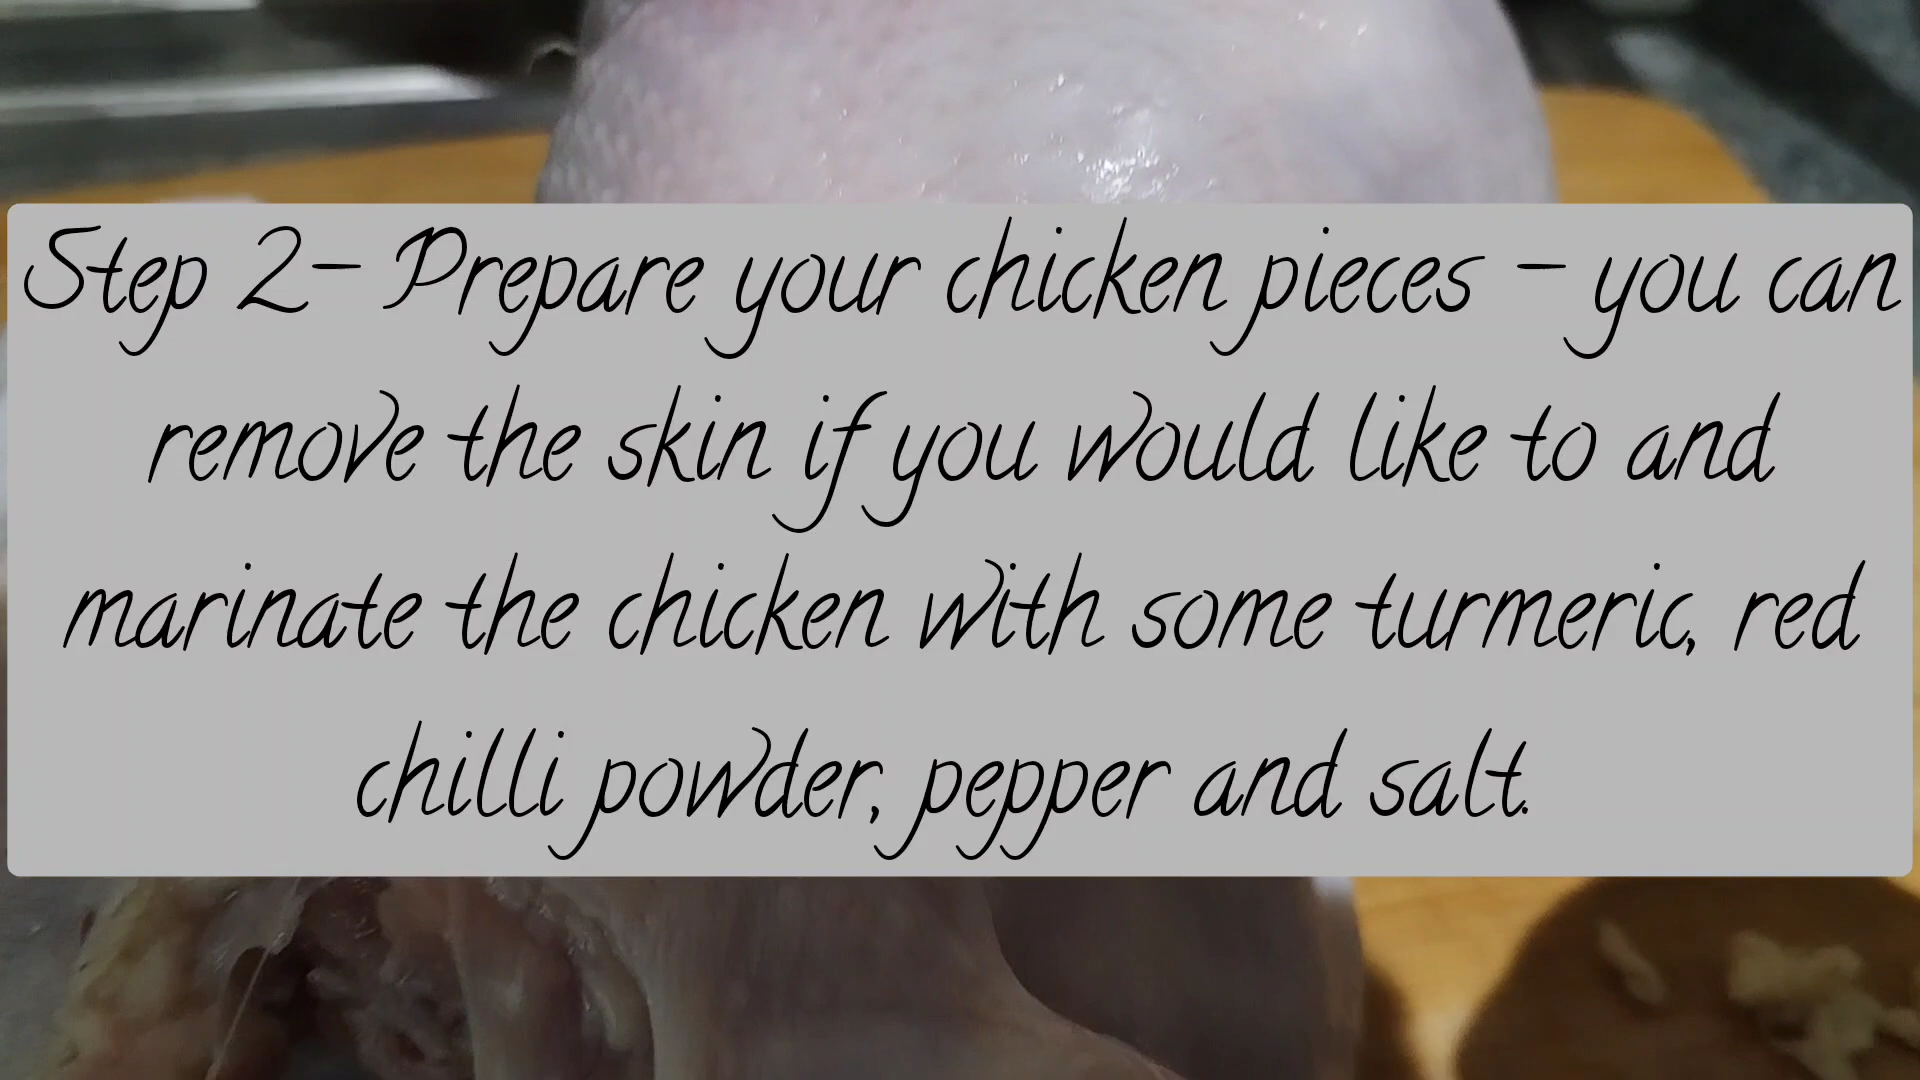 Step 2- Prepare your chicken pieces - you can
remove the skin if you would like to and
marinate the chicken with some turmeric, red
chilli powder, pepper and salt.